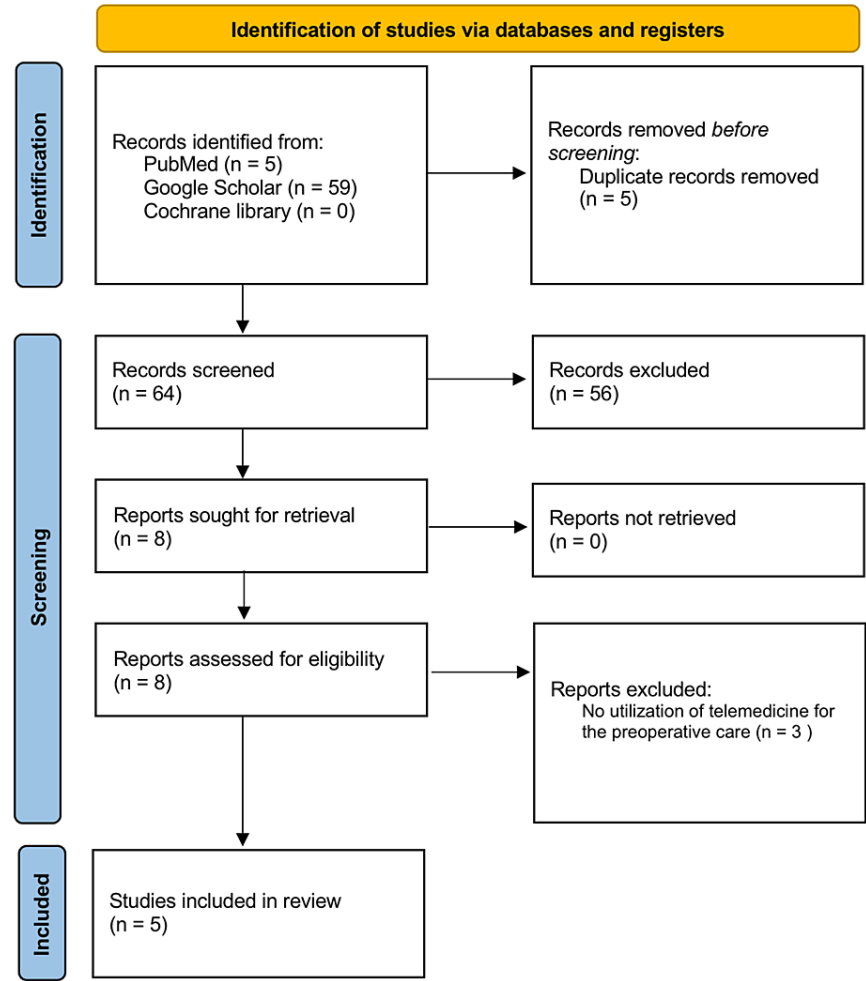 Identification of studies via databases and registers
Identification
Records identified from:
PubMed (n = 5)
Google Scholar (n = 59)
Cochrane library (n = 0)
Records removed before
screening:
Duplicate records removed
(n = 5)
Screening
Records screened
(n = 64)
Records excluded
(n = 56)
Reports sought for retrieval
(n = 8)
Reports not retrieved
(n = 0)
Reports assessed for eligibility
(n = 8)
Reports excluded:
No utilization of telemedicine for
the preoperative care (n = 3 )
Included
Studies included in review
(n = 5)